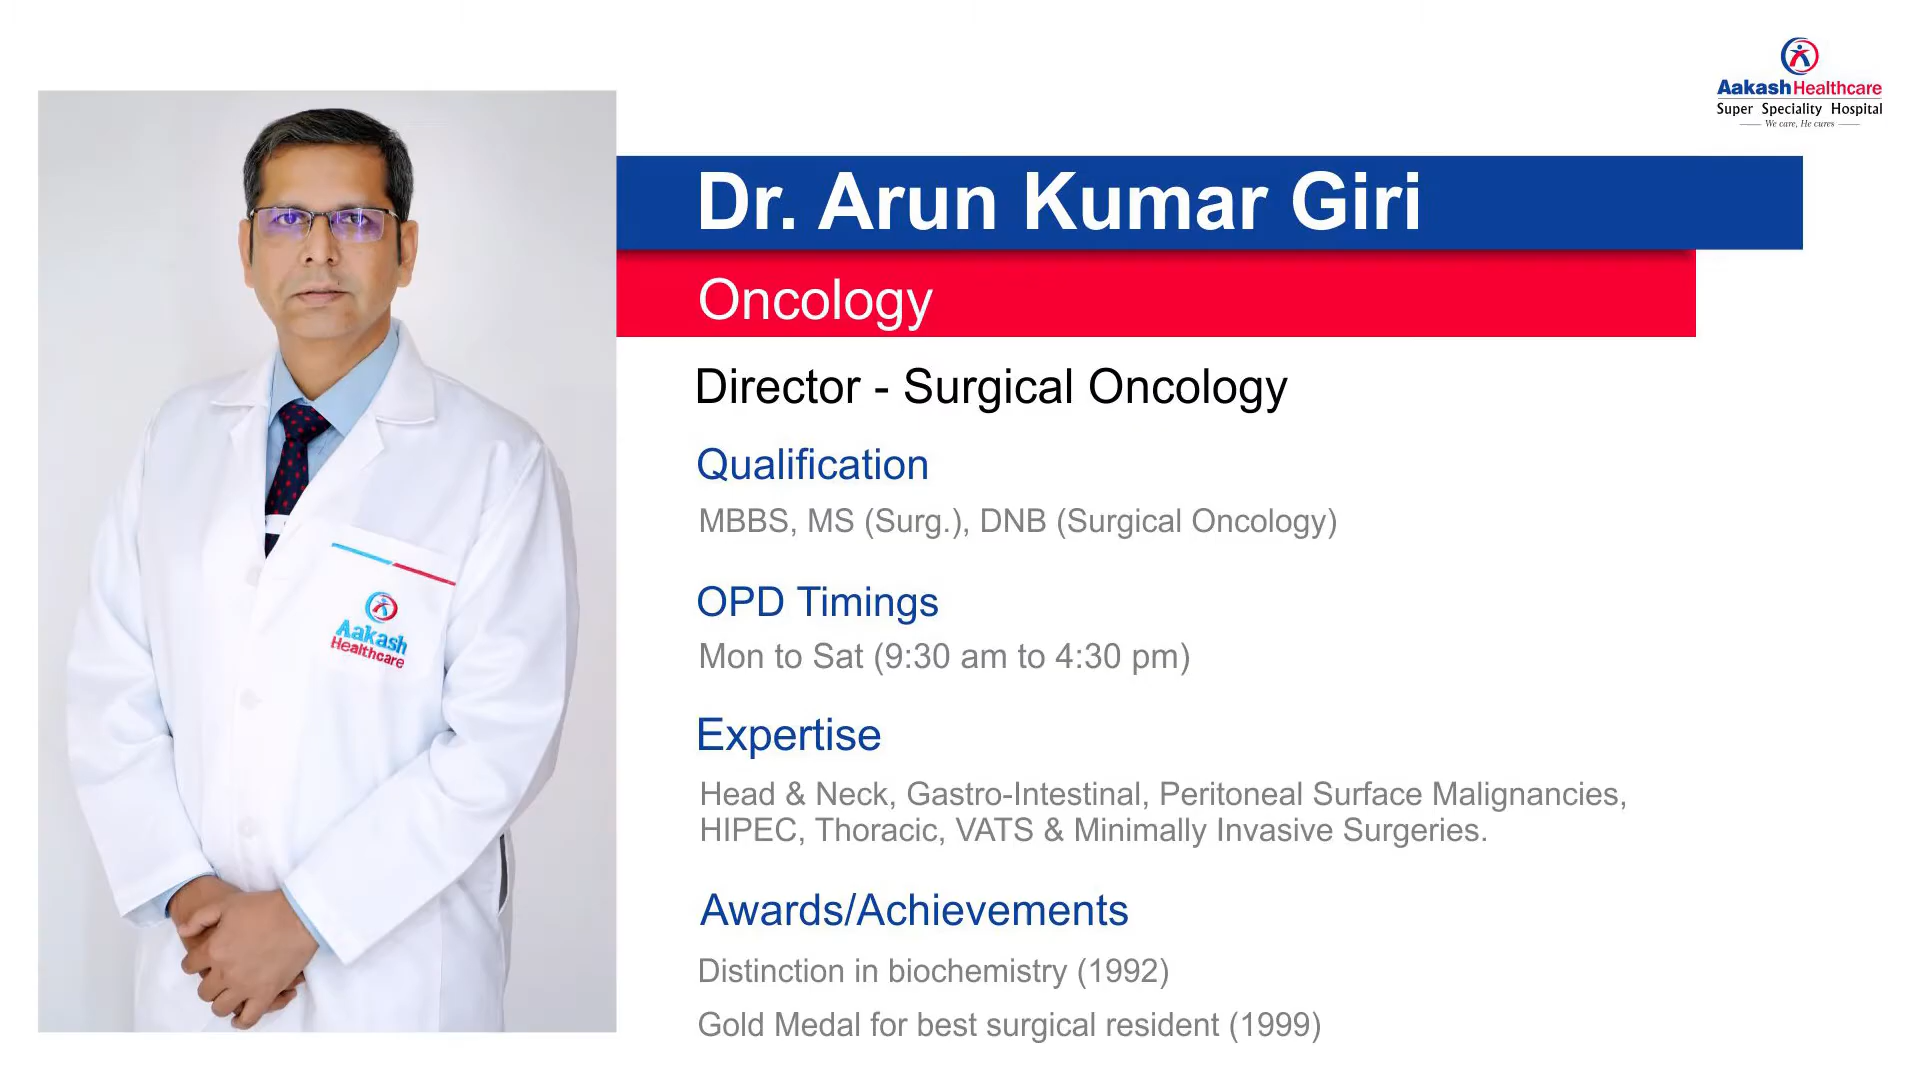 Aakash Healthcare
Super Speciality Hospital
We care, He cures
Dr. Arun Kumar Giri
Oncology
Director - Surgical Oncology
Qualification
MBBS, MS (Surg.), DNB (Surgical Oncology)
OPD Timings
Mon to Sat (9:30 am to 4:30 pm)
Expertise
Head & Neck, Gastro-Intestinal, Peritoneal Surface Malignancies,
HIPEC, Thoracic, VATS & Minimally Invasive Surgeries.
Awards/Achievements
Distinction in biochemistry (1992)
Gold Medal for best surgical resident (1999)
Aakash
Healthcare